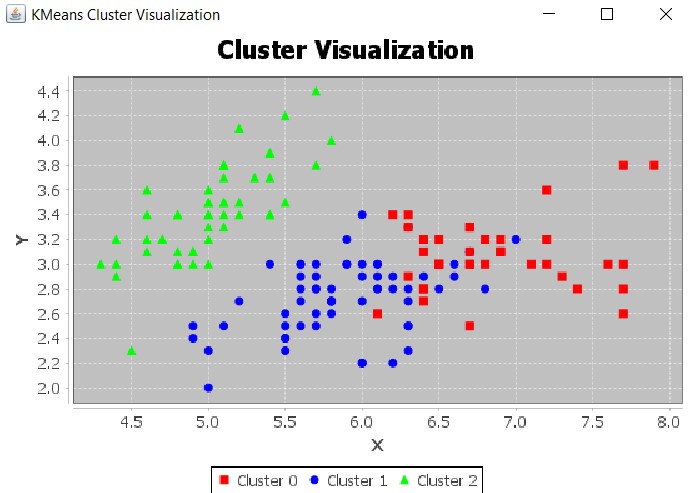 KMeans Cluster Visualization
Cluster Visualization
4.4
4.2
4.0
3.8
3.6
3.4
3.2
3.0
2.8
2.6
2.4
2.2
2.0
Y
4.5 5.0 5.5 6.0 6.5 7.0 7.5 8.0
X
Cluster 0 Cluster 1 Cluster 2